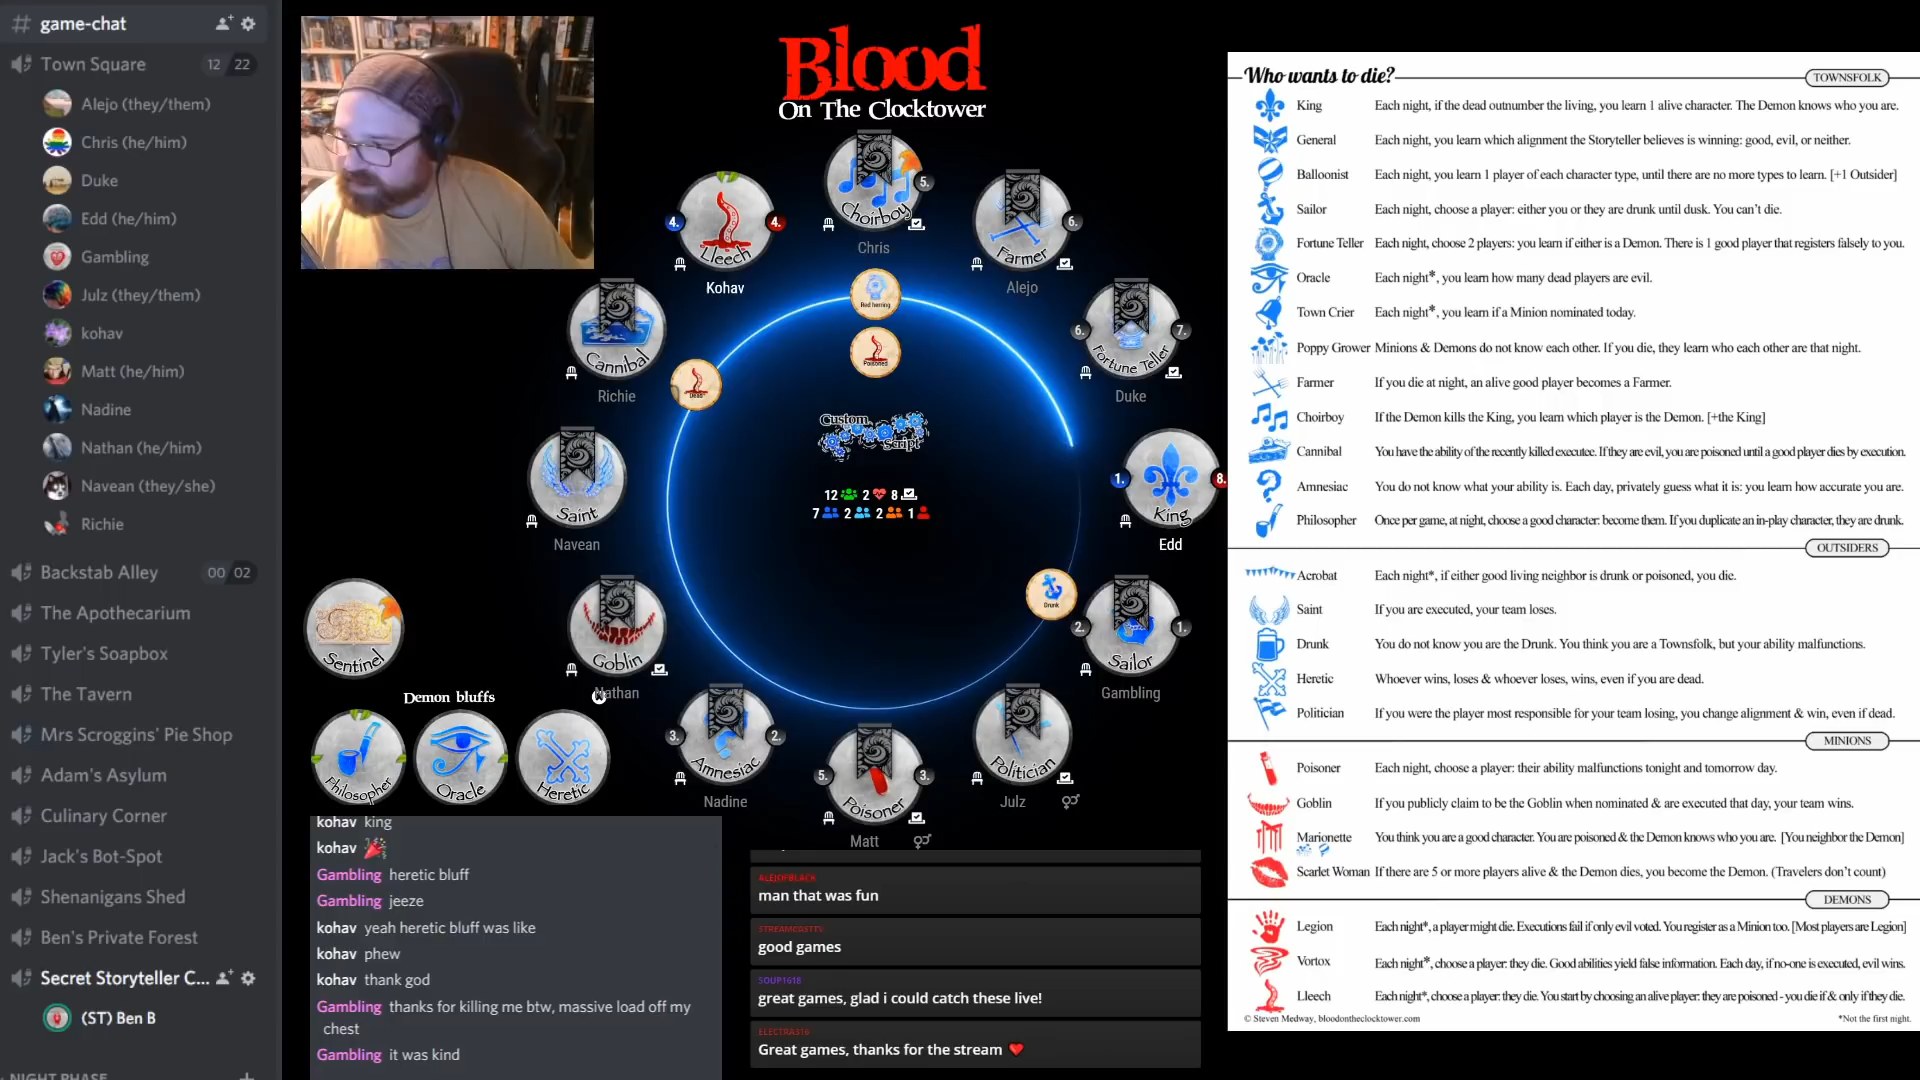 game-chat
Town Square 12 22
Alejo (they/them)
Chris (he/him)
Duke
Edd (he/him)
Gambling
Julz (they/them)
kohav
Matt (he/him)
Nadine
Nathan (he/him)
Navean (they/she)
Richie
Backstab Alley 00 02
The Apothecarium
Tyler's Soapbox
The Tavern
Mrs Scroggins' Pie Shop
Adam's Asylum
Culinary Corner
Jack's Bot-Spot
Shenanigans Shed
Ben's Private Forest
Secret Storyteller C...
(ST) Ben B
NIGHT PHASE
Blood
On The Clocktower
Choirboy
5.
Chris
4.
Lleech
4.
Kohav
Farmer
6.
Alejo
Red herring
Poisoned
Cannibal
Richie
Dead
6.
Fortune Teller
7.
Duke
Custom
Script
Saint
Navean
12 2 8
7 2 2 1
1.
King
8.
Edd
Drunk
Sentinel
Goblin
Nathan
2.
Sailor
1.
Gambling
3.
Amnesiac
2.
Nadine
5.
Poisoner
3.
Matt
Politician
Julz
Demon bluffs
Philosopher
Oracle
Heretic
kohav king
kohav
Gambling heretic bluff
Gambling jeeze
kohav yeah heretic bluff was like
kohav phew
kohav thank god
Gambling thanks for killing me btw, massive load off my
chest
Gambling it was kind
ALEJOFBLACK
man that was fun
STREAMCASTTV
good games
SOUP1618
great games, glad i could catch these live!
ELECTRA316
Great games, thanks for the stream
Who wants to die?
TOWNSFOLK
King Each night, if the dead outnumber the living, you learn 1 alive character. The Demon knows who you are.
General Each night, you learn which alignment the Storyteller believes is winning: good, evil, or neither.
Balloonist Each night, you learn 1 player of each character type, until there are no more types to learn. [+1 Outsider]
Sailor Each night, choose a player: either you or they are drunk until dusk. You can't die.
Fortune Teller Each night, choose 2 players: you learn if either is a Demon. There is 1 good player that registers falsely to you.
Oracle Each night*, you learn how many dead players are evil.
Town Crier Each night*, you learn if a Minion nominated today.
Poppy Grower Minions & Demons do not know each other. If you die, they learn who each other are that night.
Farmer If you die at night, an alive good player becomes a Farmer.
Choirboy If the Demon kills the King, you learn which player is the Demon. [+the King]
Cannibal You have the ability of the recently killed executee. If they are evil, you are poisoned until a good player dies by execution.
Amnesiac You do not know what your ability is. Each day, privately guess what it is: you learn how accurate you are.
Philosopher Once per game, at night, choose a good character: become them. If you duplicate an in-play character, they are drunk.
OUTSIDERS
Acrobat Each night*, if either good living neighbor is drunk or poisoned, you die.
Saint If you are executed, your team loses.
Drunk You do not know you are the Drunk. You think you are a Townsfolk, but your ability malfunctions.
Heretic Whoever wins, loses & whoever loses, wins, even if you are dead.
Politician If you were the player most responsible for your team losing, you change alignment & win, even if dead.
MINIONS
Poisoner Each night, choose a player: their ability malfunctions tonight and tomorrow day.
Goblin If you publicly claim to be the Goblin when nominated & are executed that day, your team wins.
Marionette You think you are a good character. You are poisoned & the Demon knows who you are. [You neighbor the Demon]
Scarlet Woman If there are 5 or more players alive & the Demon dies, you become the Demon. (Travelers don't count)
DEMONS
Legion Each night*, a player might die. Executions fail if only evil voted. You register as a Minion too. [Most players are Legion]
Vortox Each night*, choose a player: they die. Good abilities yield false information. Each day, if no-one is executed, evil wins.
Lleech Each night*, choose a player: they die. You start by choosing an alive player: they are poisoned - you die if & only if they die.
© Steven Medway, bloodontheclocktower.com *Not the first night.